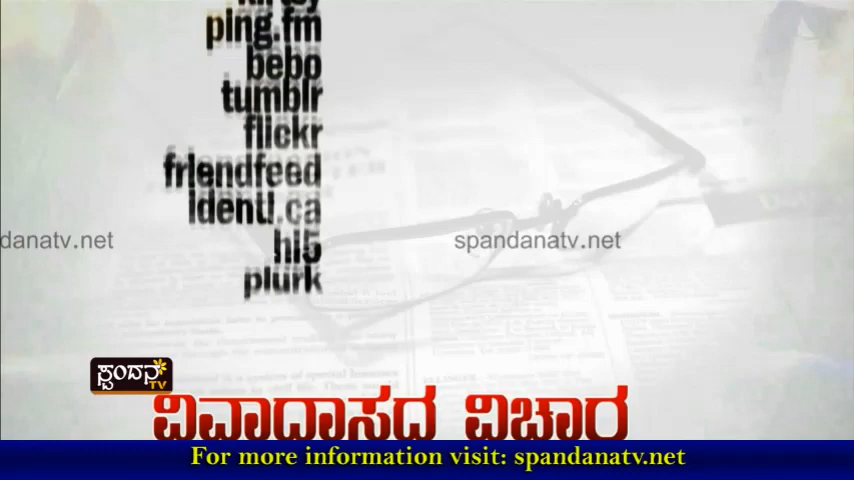 ping.fm
bebo
tumblr
flickr
friendfeed
identi.ca
hi5
plurk
danatv.net
spandanatv.net
ಸ್ಪಂದನ
TV
ವಿವಾದಾಸದ ವಿಚಾರ
For more information visit: spandanatv.net